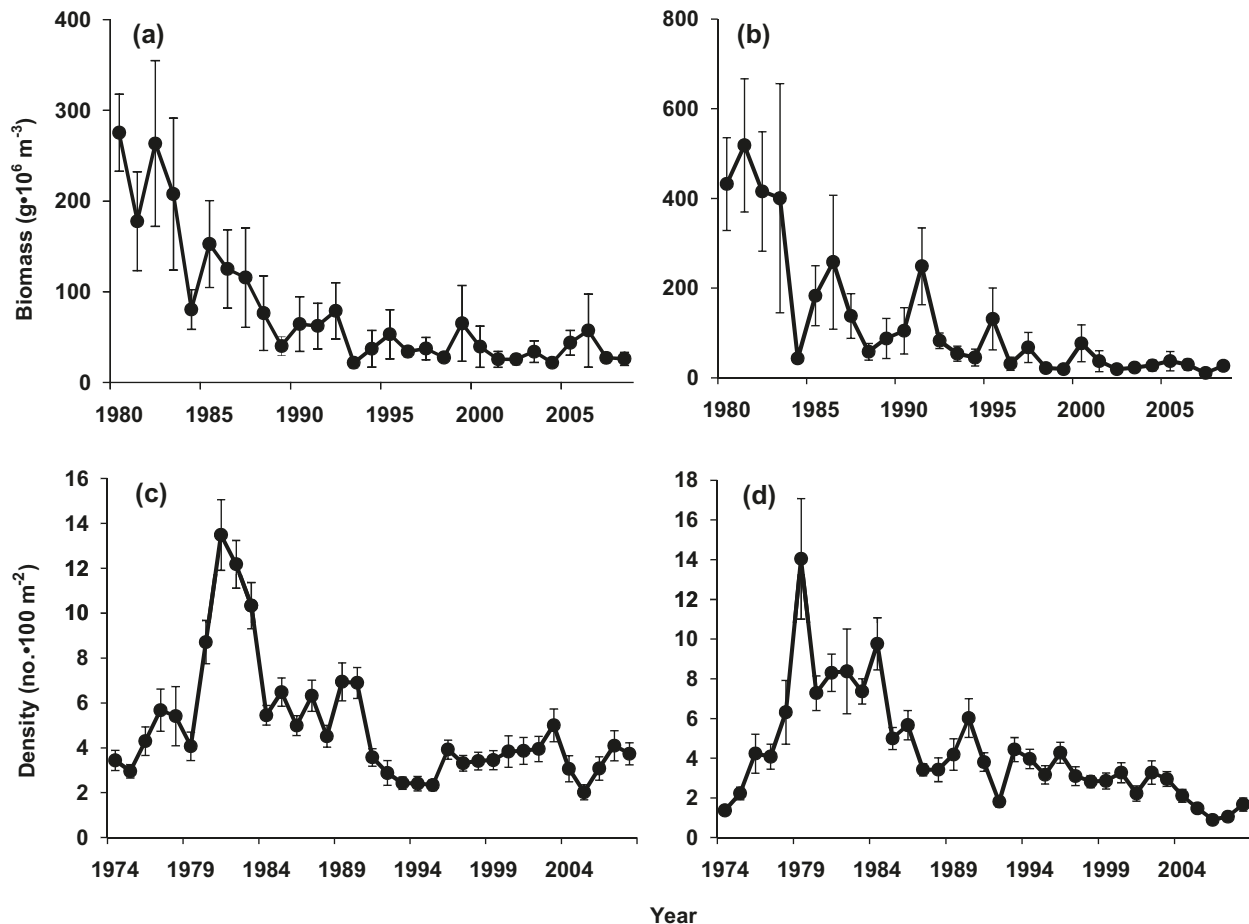 (a)
Biomass (g•10⁶ m⁻³)
400
300
200
100
0
1980 1985 1990 1995 2000 2005
(b)
800
600
400
200
0
1980 1985 1990 1995 2000 2005
(c)
Density (no.•100 m⁻²)
16
14
12
10
8
6
4
2
0
1974 1979 1984 1989 1994 1999 2004
(d)
18
16
14
12
10
8
6
4
2
0
1974 1979 1984 1989 1994 1999 2004
Year